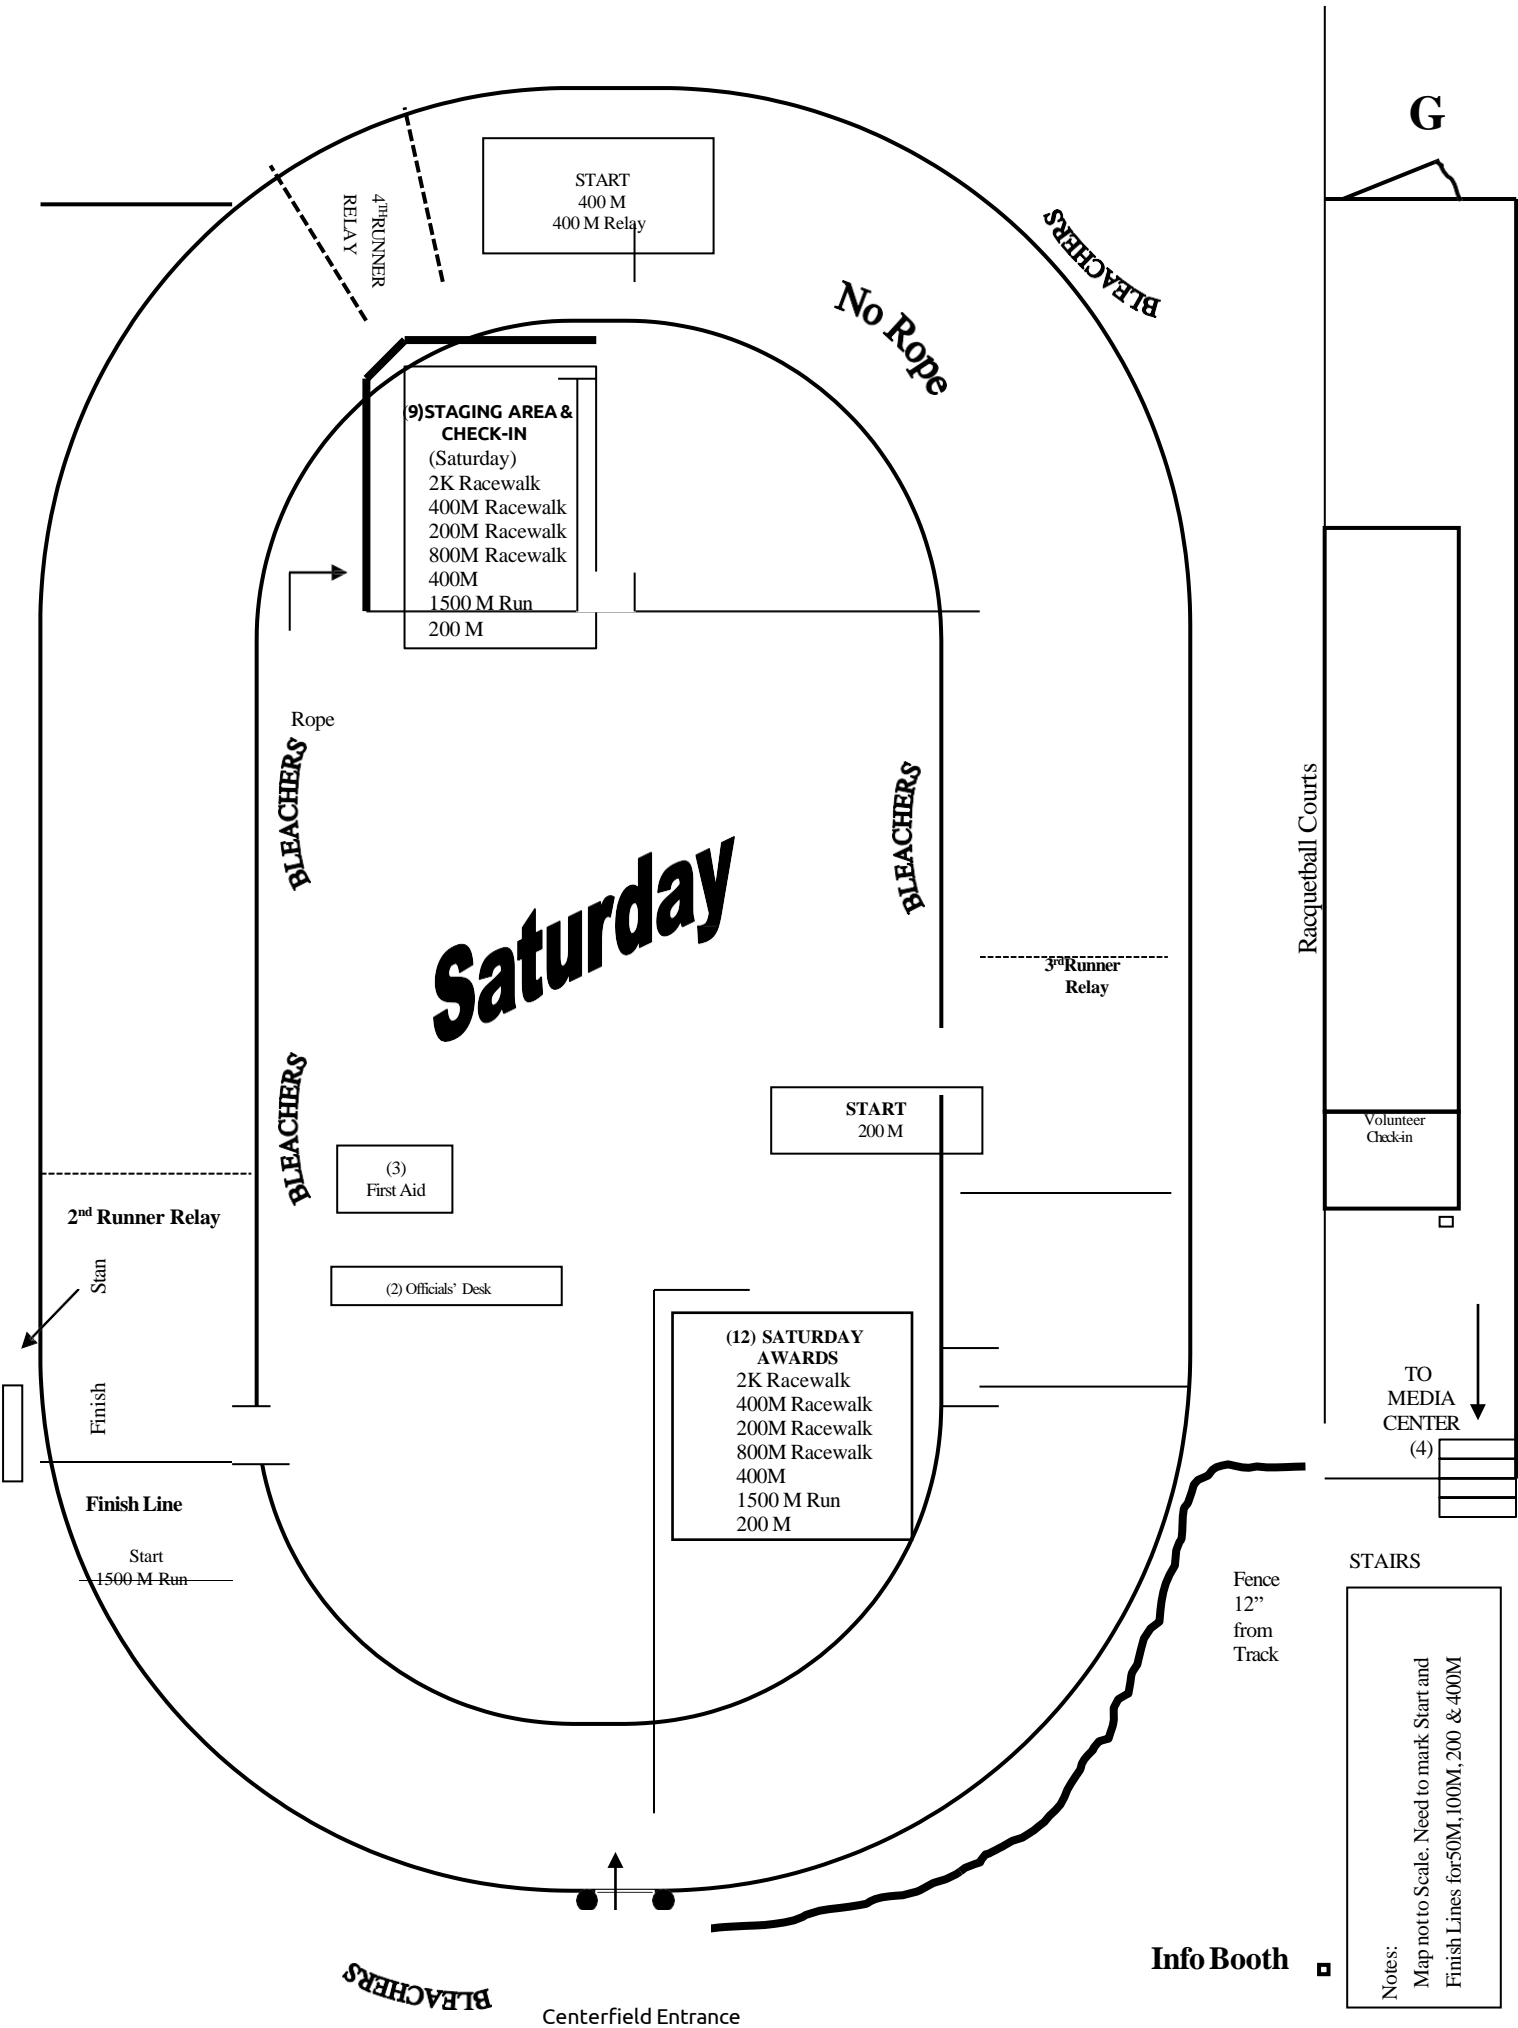 G
START
400 M
400 M Relay
4THRUNNER
RELAY
BLEACHERS
No Rope
(9)STAGING AREA &
CHECK-IN
(Saturday)
2K Racewalk
400M Racewalk
200M Racewalk
800M Racewalk
400M
1500 M Run
200 M
Rope
BLEACHERS
BLEACHERS
Racquetball Courts
Saturday
3rdRunner
Relay
BLEACHERS
START
200 M
Volunteer
Check-in
(3)
First Aid
2nd Runner Relay
Stan
(2) Officials' Desk
(12) SATURDAY
AWARDS
2K Racewalk
400M Racewalk
200M Racewalk
800M Racewalk
400M
1500 M Run
200 M
TO
MEDIA
CENTER
(4)
Finish
Finish Line
Start
1500 M Run
STAIRS
Fence
12”
from
Track
Notes:
Map not to Scale. Need to mark Start and
Finish Lines for50M,100M,200 &400M
Info Booth
BLEACHERS
Centerfield Entrance